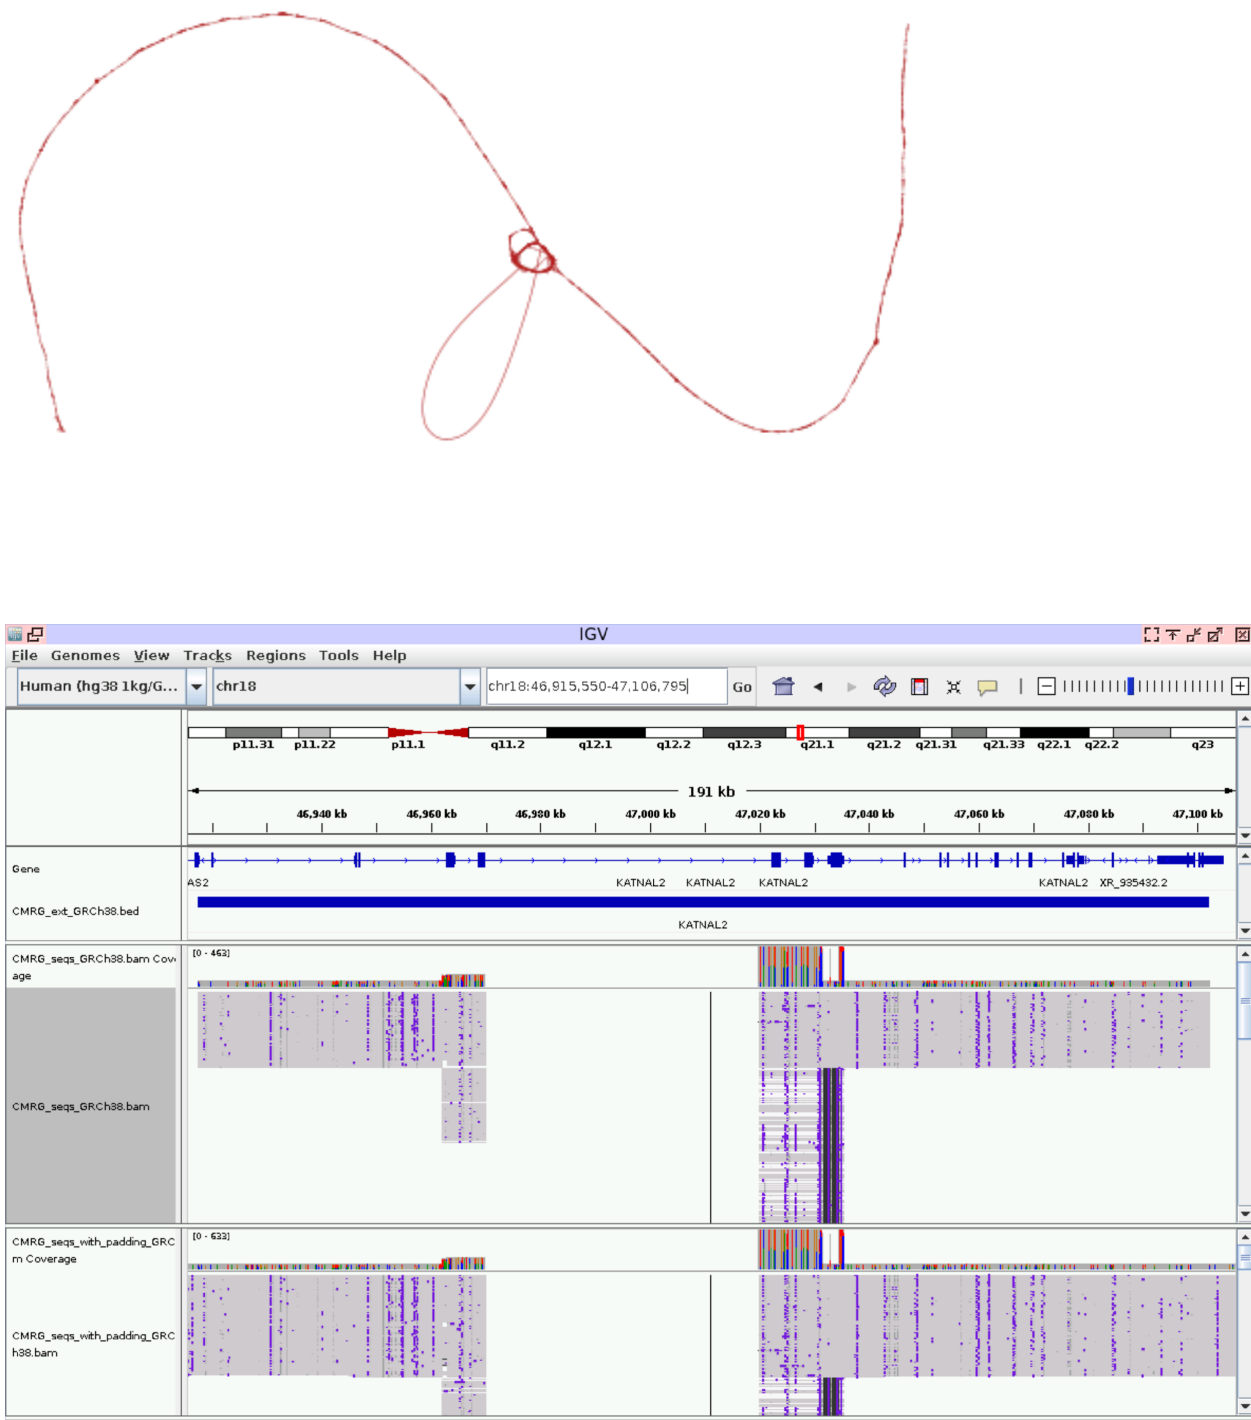 IGV
File Genomes View Tracks Regions Tools Help
Human (hg38 1kg/G... chr18 chr18:46,915,550-47,106,795 Go
p11.31 p11.22 p11.1 q11.2 q12.1 q12.2 q12.3 q21.1 q21.2 q21.31 q21.33 q22.1 q22.2 q23
191 kb
46,940 kb 46,960 kb 46,980 kb 47,000 kb 47,020 kb 47,040 kb 47,060 kb 47,080 kb 47,100 kb
Gene
AS2 KATNAL2 KATNAL2 KATNAL2 KATNAL2 XR_935432.2
CMRG_ext_GRCh38.bed
KATNAL2
CMRG_seqs_GRCh38.bam Cov
age
[0 - 463]
CMRG_seqs_GRCh38.bam
CMRG_seqs_with_padding_GRC
m Coverage
[0 - 633]
CMRG_seqs_with_padding_GRC
h38.bam